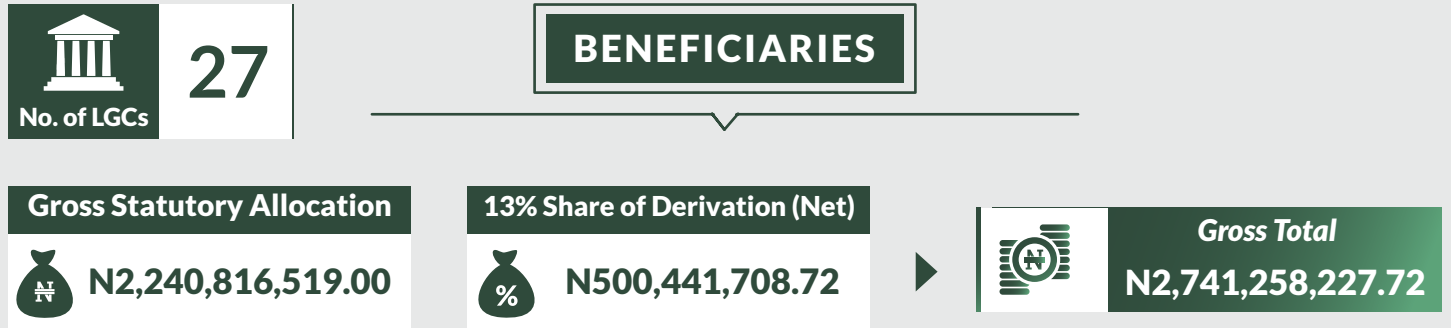 27
No. of LGCs
BENEFICIARIES
Gross Statutory Allocation
N2,240,816,519.00
13% Share of Derivation (Net)
%
N500,441,708.72
Gross Total
N2,741,258,227.72